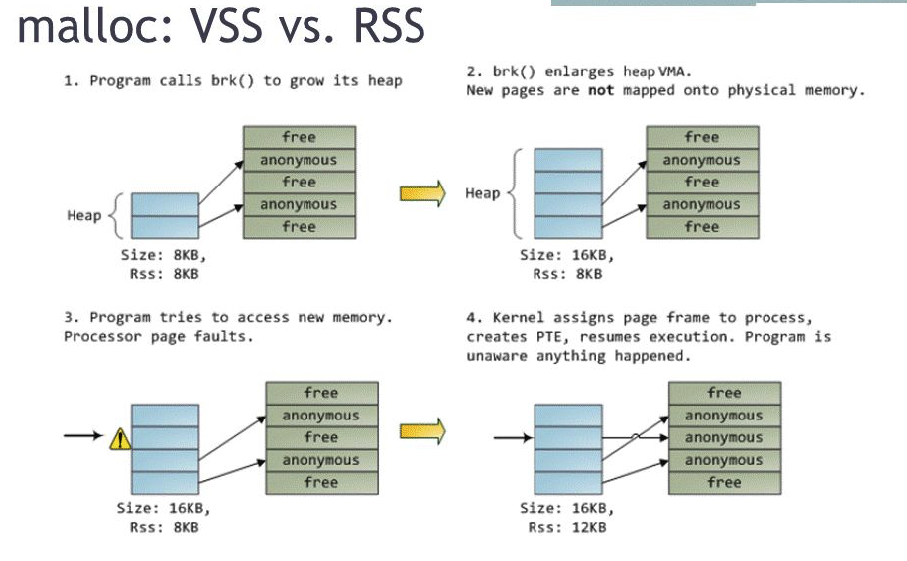 malloc: VSS vs. RSS
1. Program calls brk() to grow its heap
free
anonymous
free
anonymous
free
Heap
Size: 8KB,
Rss: 8KB
2. brk() enlarges heap VMA.
New pages are not mapped onto physical memory.
free
anonymous
free
anonymous
free
Heap
Size: 16KB,
Rss: 8KB
3. Program tries to access new memory.
Processor page faults.
free
anonymous
free
anonymous
free
Size: 16KB,
Rss: 8KB
4. Kernel assigns page frame to process,
creates PTE, resumes execution. Program is
unaware anything happened.
free
anonymous
anonymous
anonymous
free
Size: 16KB,
Rss: 12KB